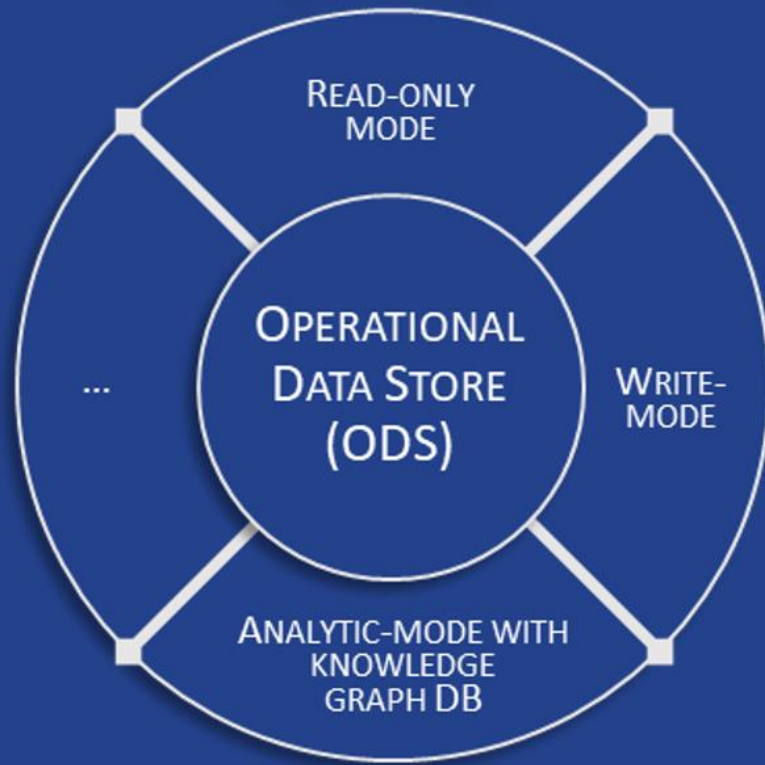 READ-ONLY
MODE
OPERATIONAL
DATA STORE
(ODS)
...
WRITE-
MODE
ANALYTIC-MODE WITH
KNOWLEDGE
GRAPH DB